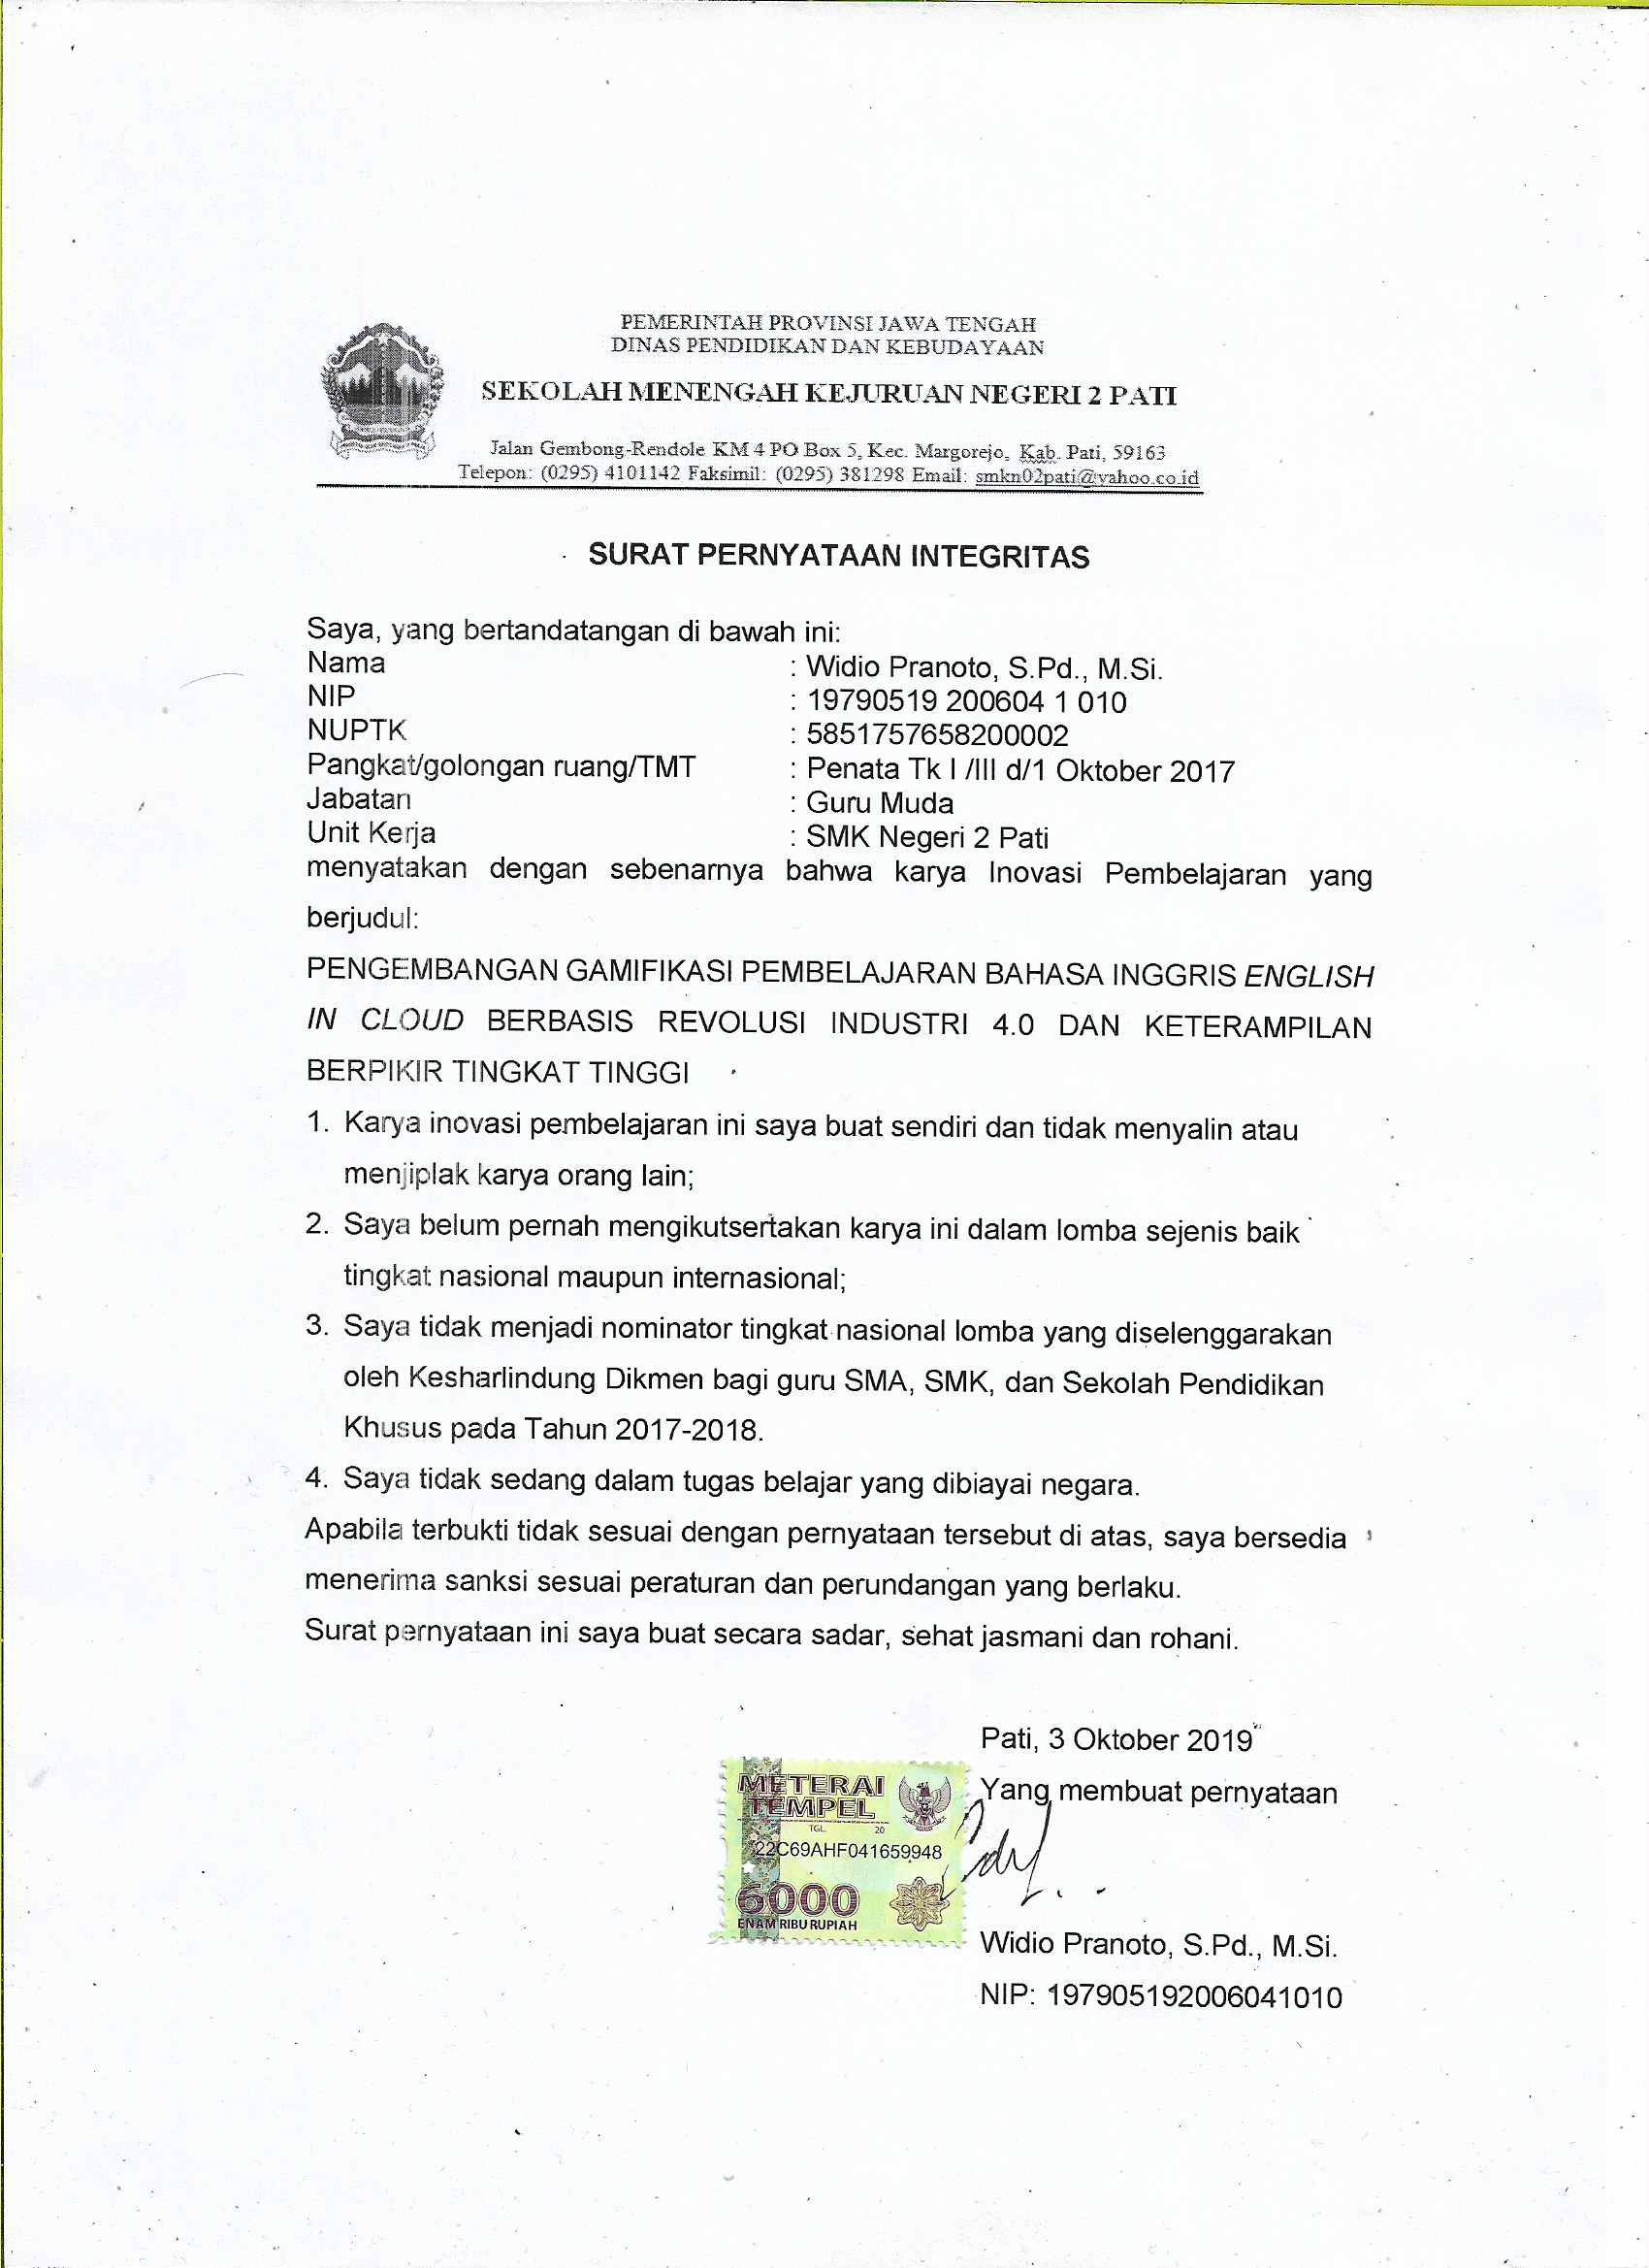 PEMERINTAH PROVINSI JAWA TENGAH
DINAS PENDIDIKAN DAN KEBUDAYAAN
SEKOLAH MENENGAH KEJURUAN NEGERI 2 PATI
Jalan Gembong-Rendole KM 4 PO Box 5, Kec. Margorejo, Kab. Pati, 59163
Telepon: (0295) 4101142 Faksimil: (0295) 381298 Email: smkn02pati@yahoo.co.id
SURAT PERNYATAAN INTEGRITAS
Saya, yang bertandatangan di bawah ini:
Nama : Widio Pranoto, S.Pd., M.Si.
NIP : 19790519 200604 1 010
NUPTK : 5851757658200002
Pangkat/golongan ruang/TMT : Penata Tk I /III d/1 Oktober 2017
Jabatan : Guru Muda
Unit Kerja : SMK Negeri 2 Pati
menyatakan dengan sebenarnya bahwa karya Inovasi Pembelajaran yang
berjudul:
PENGEMBANGAN GAMIFIKASI PEMBELAJARAN BAHASA INGGRIS ENGLISH
IN CLOUD BERBASIS REVOLUSI INDUSTRI 4.0 DAN KETERAMPILAN
BERPIKIR TINGKAT TINGGI
1. Karya inovasi pembelajaran ini saya buat sendiri dan tidak menyalin atau
menjiplak karya orang lain;
2. Saya belum pernah mengikutsertakan karya ini dalam lomba sejenis baik
tingkat nasional maupun internasional;
3. Saya tidak menjadi nominator tingkat nasional lomba yang diselenggarakan
oleh Kesharlindung Dikmen bagi guru SMA, SMK, dan Sekolah Pendidikan
Khusus pada Tahun 2017-2018.
4. Saya tidak sedang dalam tugas belajar yang dibiayai negara.
Apabila terbukti tidak sesuai dengan pernyataan tersebut di atas, saya bersedia
menerima sanksi sesuai peraturan dan perundangan yang berlaku.
Surat pernyataan ini saya buat secara sadar, sehat jasmani dan rohani.
Pati, 3 Oktober 2019
Yang membuat pernyataan
METERAI
TEMPEL
TGL. 20
22C69AHF041659948
6000
ENAM RIBU RUPIAH
Widio Pranoto, S.Pd., M.Si.
NIP: 197905192006041010